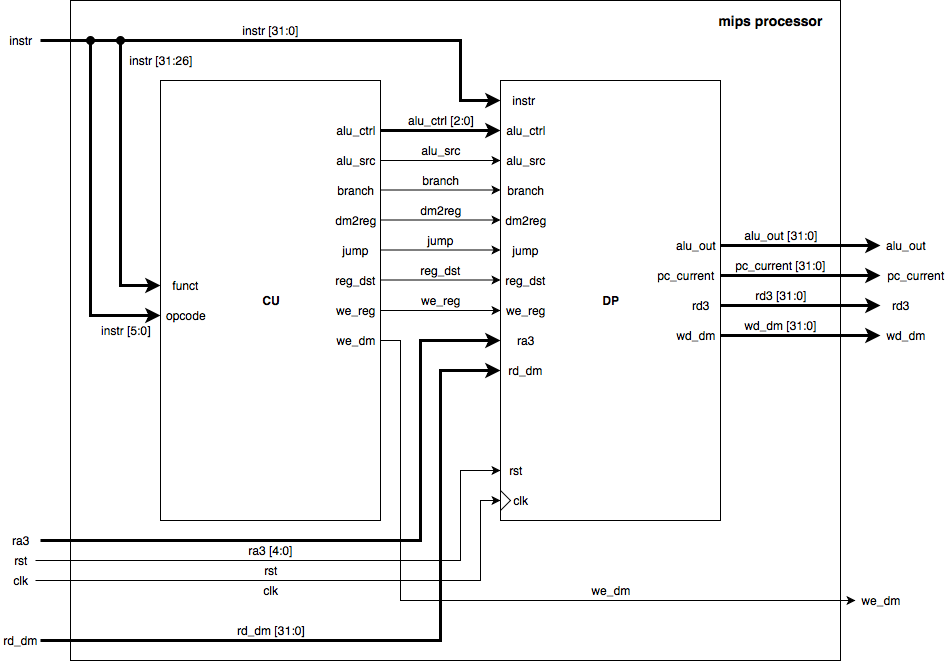 mips processor
instr
instr [31:0]
instr [31:26]
instr
alu_ctrl
alu_ctrl [2:0]
alu_ctrl
alu_src
alu_src
alu_src
branch
branch
branch
dm2reg
dm2reg
dm2reg
jump
jump
jump
alu_out
alu_out [31:0]
alu_out
reg_dst
reg_dst
reg_dst
pc_current
pc_current [31:0]
pc_current
funct
CU
DP
rd3
rd3 [31:0]
rd3
opcode
we_reg
we_reg
we_reg
instr [5:0]
we_dm
ra3
wd_dm
wd_dm [31:0]
wd_dm
rd_dm
rst
clk
ra3
ra3 [4:0]
rst
rst
clk
clk
we_dm
we_dm
rd_dm
rd_dm [31:0]